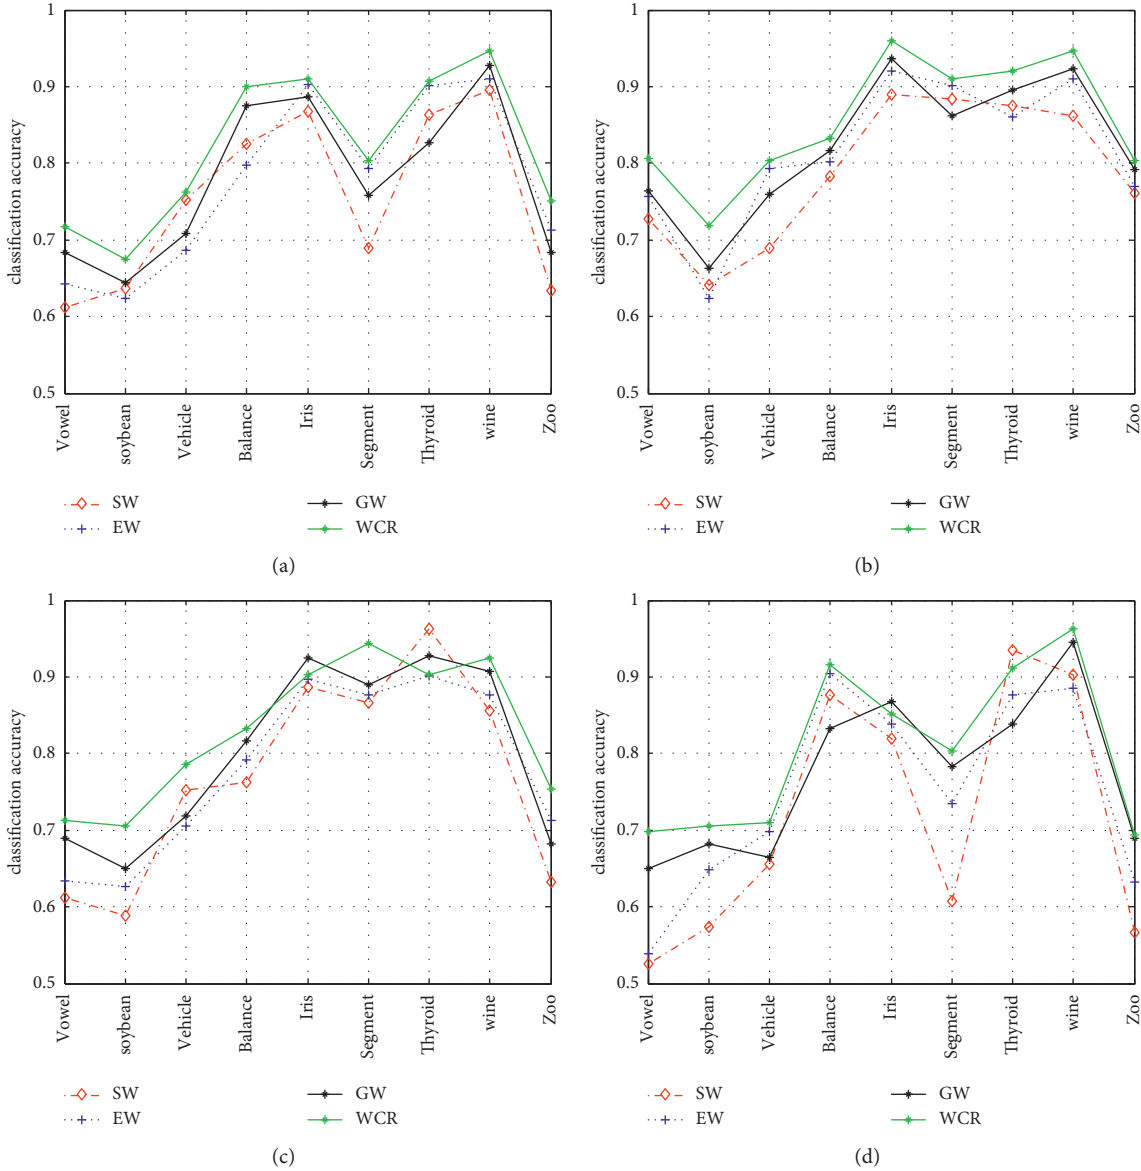 classification accuracy
1
0.9
0.8
0.7
0.6
0.5
Vowel
soybean
Vehicle
Balance
Iris
Segment
Thyroid
wine
Zoo
SW
EW
GW
WCR
(a)
classification accuracy
1
0.9
0.8
0.7
0.6
0.5
Vowel
soybean
Vehicle
Balance
Iris
Segment
Thyroid
wine
Zoo
SW
EW
GW
WCR
(b)
classification accuracy
1
0.9
0.8
0.7
0.6
0.5
Vowel
soybean
Vehicle
Balance
Iris
Segment
Thyroid
wine
Zoo
SW
EW
GW
WCR
(c)
classification accuracy
1
0.9
0.8
0.7
0.6
0.5
Vowel
soybean
Vehicle
Balance
Iris
Segment
Thyroid
wine
Zoo
SW
EW
GW
WCR
(d)